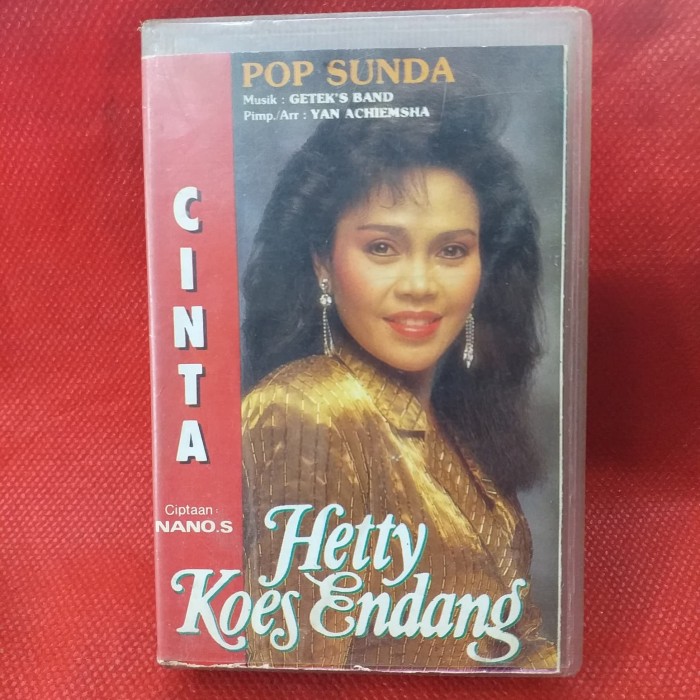 POP SUNDA
Musik : GETEK'S BAND
Pimp./Arr : YAN ACHIEMSHA
CINTA
Ciptaan :
NANO.S
Hetty
Koes Endang